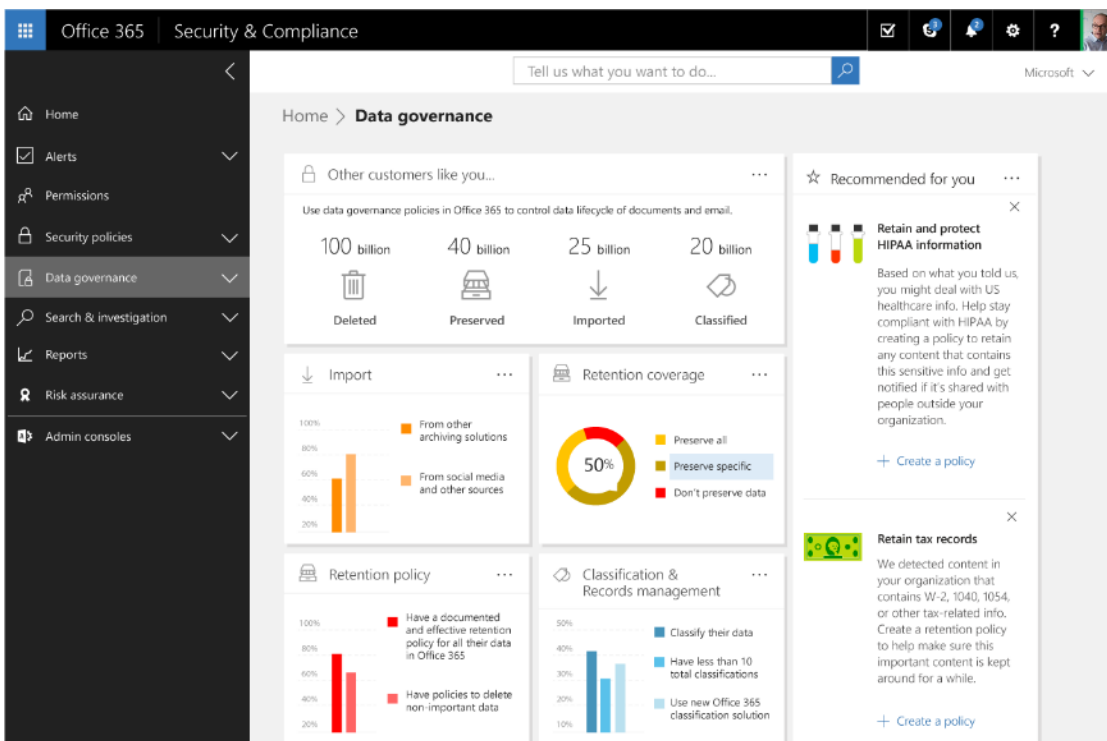 Office 365 Security & Compliance
3
2
?
Tell us what you want to do...
Microsoft
Home
Alerts
Permissions
Security policies
Data governance
Search & investigation
Reports
Risk assurance
Admin consoles
Home > Data governance
Other customers like you...
Use data governance policies in Office 365 to control data lifecycle of documents and email.
100 billion
40 billion
25 billion
20 billion
Deleted
Preserved
Imported
Classified
Import
100%
80%
60%
40%
20%
From other
archiving solutions
From social media
and other sources
Retention coverage
50%
Preserve all
Preserve specific
Don't preserve data
Retention policy
100%
80%
60%
40%
20%
Have a documented
and effective retention
policy for all their data
in Office 365
Have policies to delete
non-important data
Classification &
Records management
50%
40%
30%
20%
10%
Classify their data
Have less than 10
total classifications
Use new Office 365
classification solution
Recommended for you
Retain and protect
HIPAA information
Based on what you told us,
you might deal with US
healthcare info. Help stay
compliant with HIPAA by
creating a policy to retain
any content that contains
this sensitive info and get
notified if it's shared with
people outside your
organization.
+ Create a policy
Retain tax records
We detected content in
your organization that
contains W-2, 1040, 1054,
or other tax-related info.
Create a retention policy
to help make sure this
important content is kept
around for a while.
+ Create a policy